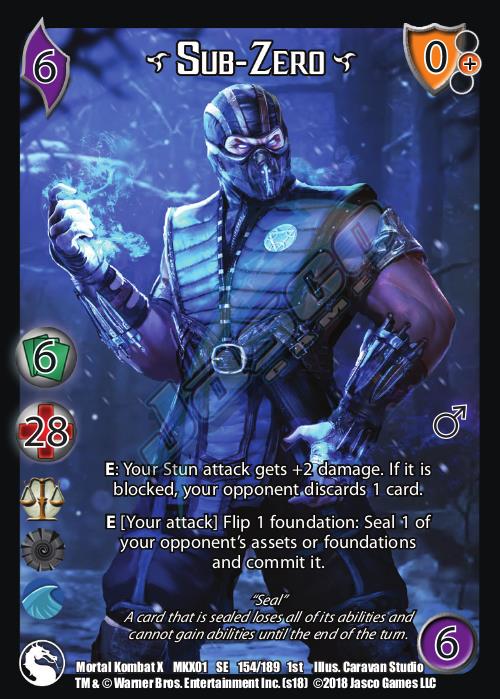 6
Sub-Zero
0
+
6
28
E: Your Stun attack gets +2 damage. If it is
blocked, your opponent discards 1 card.
E [Your attack] Flip 1 foundation: Seal 1 of
your opponent's assets or foundations
and commit it.
"Seal"
A card that is sealed loses all of its abilities and
cannot gain abilities until the end of the turn.
6
Mortal Kombat X MKX01 SE 154/189 1st Illus. Caravan Studio
TM & © Warner Bros. Entertainment Inc. (s18) ©2018 Jasco Games LLC
JASCO
GAMES